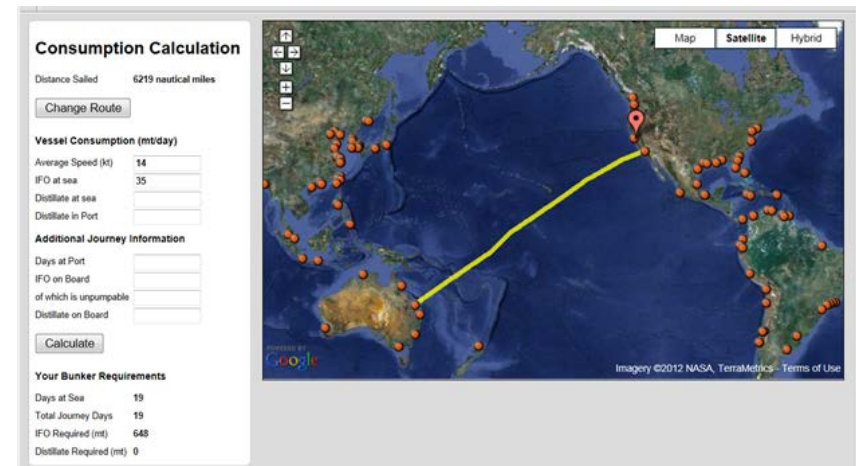 Consumption Calculation
Distance Sailed 6219 nautical miles
Change Route
Vessel Consumption (mt/day)
Average Speed (kt) 14
IFO at sea 35
Distillate at sea
Distillate in Port
Additional Journey Information
Days at Port
IFO on Board
of which is unpumpable
Distillate on Board
Calculate
Your Bunker Requirements
Days at Sea 19
Total Journey Days 19
IFO Required (mt) 648
Distillate Required (mt) 0
Map Satellite Hybrid
POWERED BY
Google
Imagery ©2012 NASA, TerraMetrics - Terms of Use